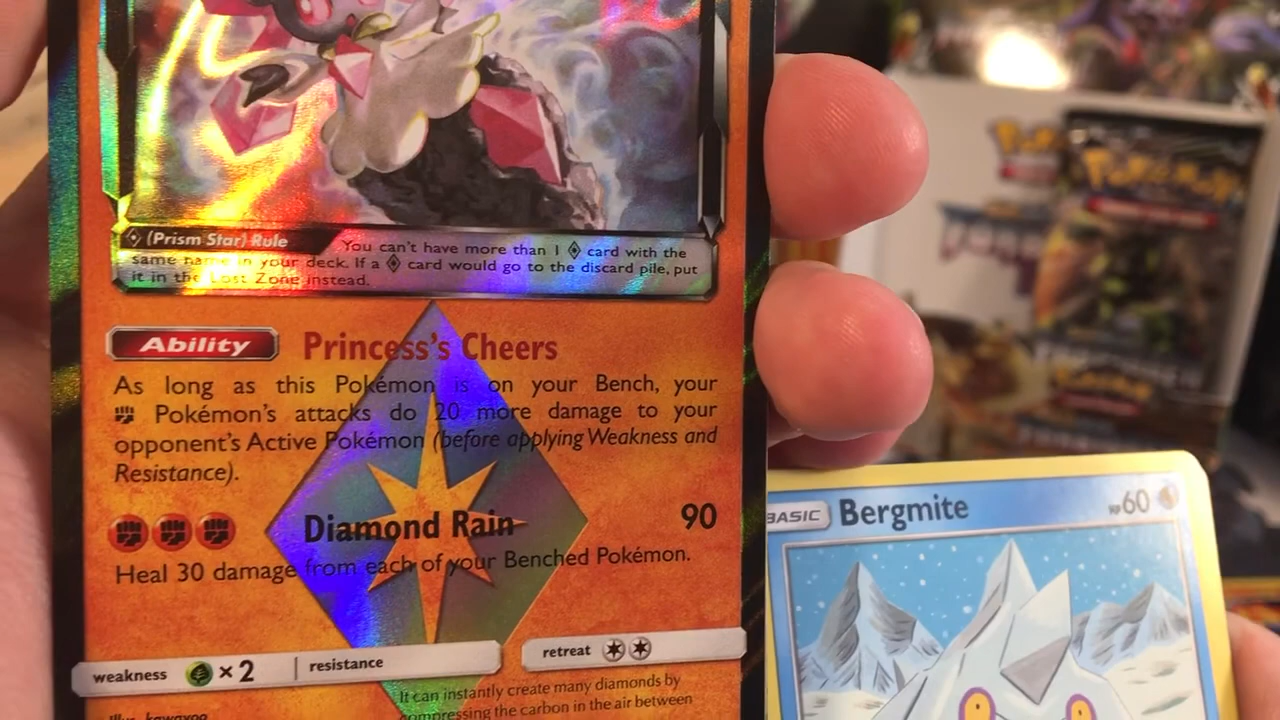 (Prism Star) Rule
You can't have more than 1 ◊ card with the
same name in your deck. If a ◊ card would go to the discard pile, put
it in the Lost Zone instead.
Ability Princess's Cheers
As long as this Pokémon is on your Bench, your
Pokémon's attacks do 20 more damage to your
opponent's Active Pokémon (before applying Weakness and
Resistance).
Diamond Rain 90
Heal 30 damage from each of your Benched Pokémon.
weakness ×2 resistance
retreat
It can instantly create many diamonds by
compressing the carbon in the air between
Illus. kawayoo
BASIC Bergmite HP60
Pokémon